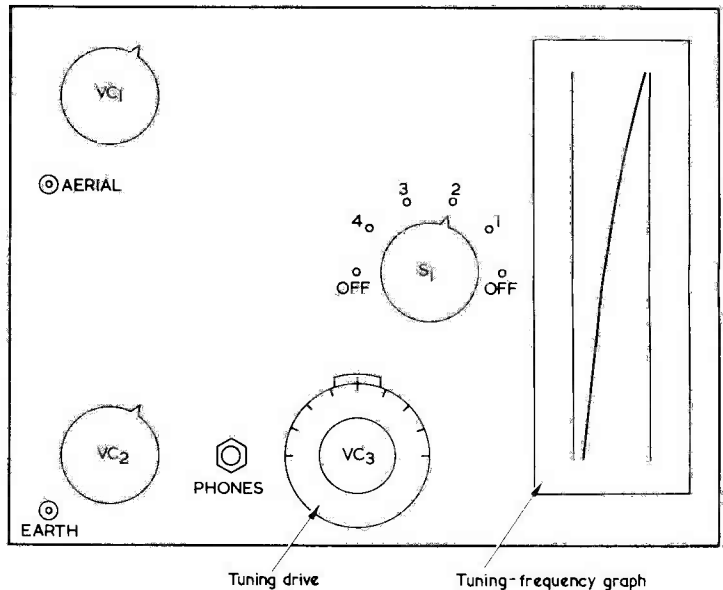 VC1
AERIAL
3 2
4 1
S1
OFF OFF
VC2
VC3
PHONES
EARTH
Tuning drive
Tuning-frequency graph